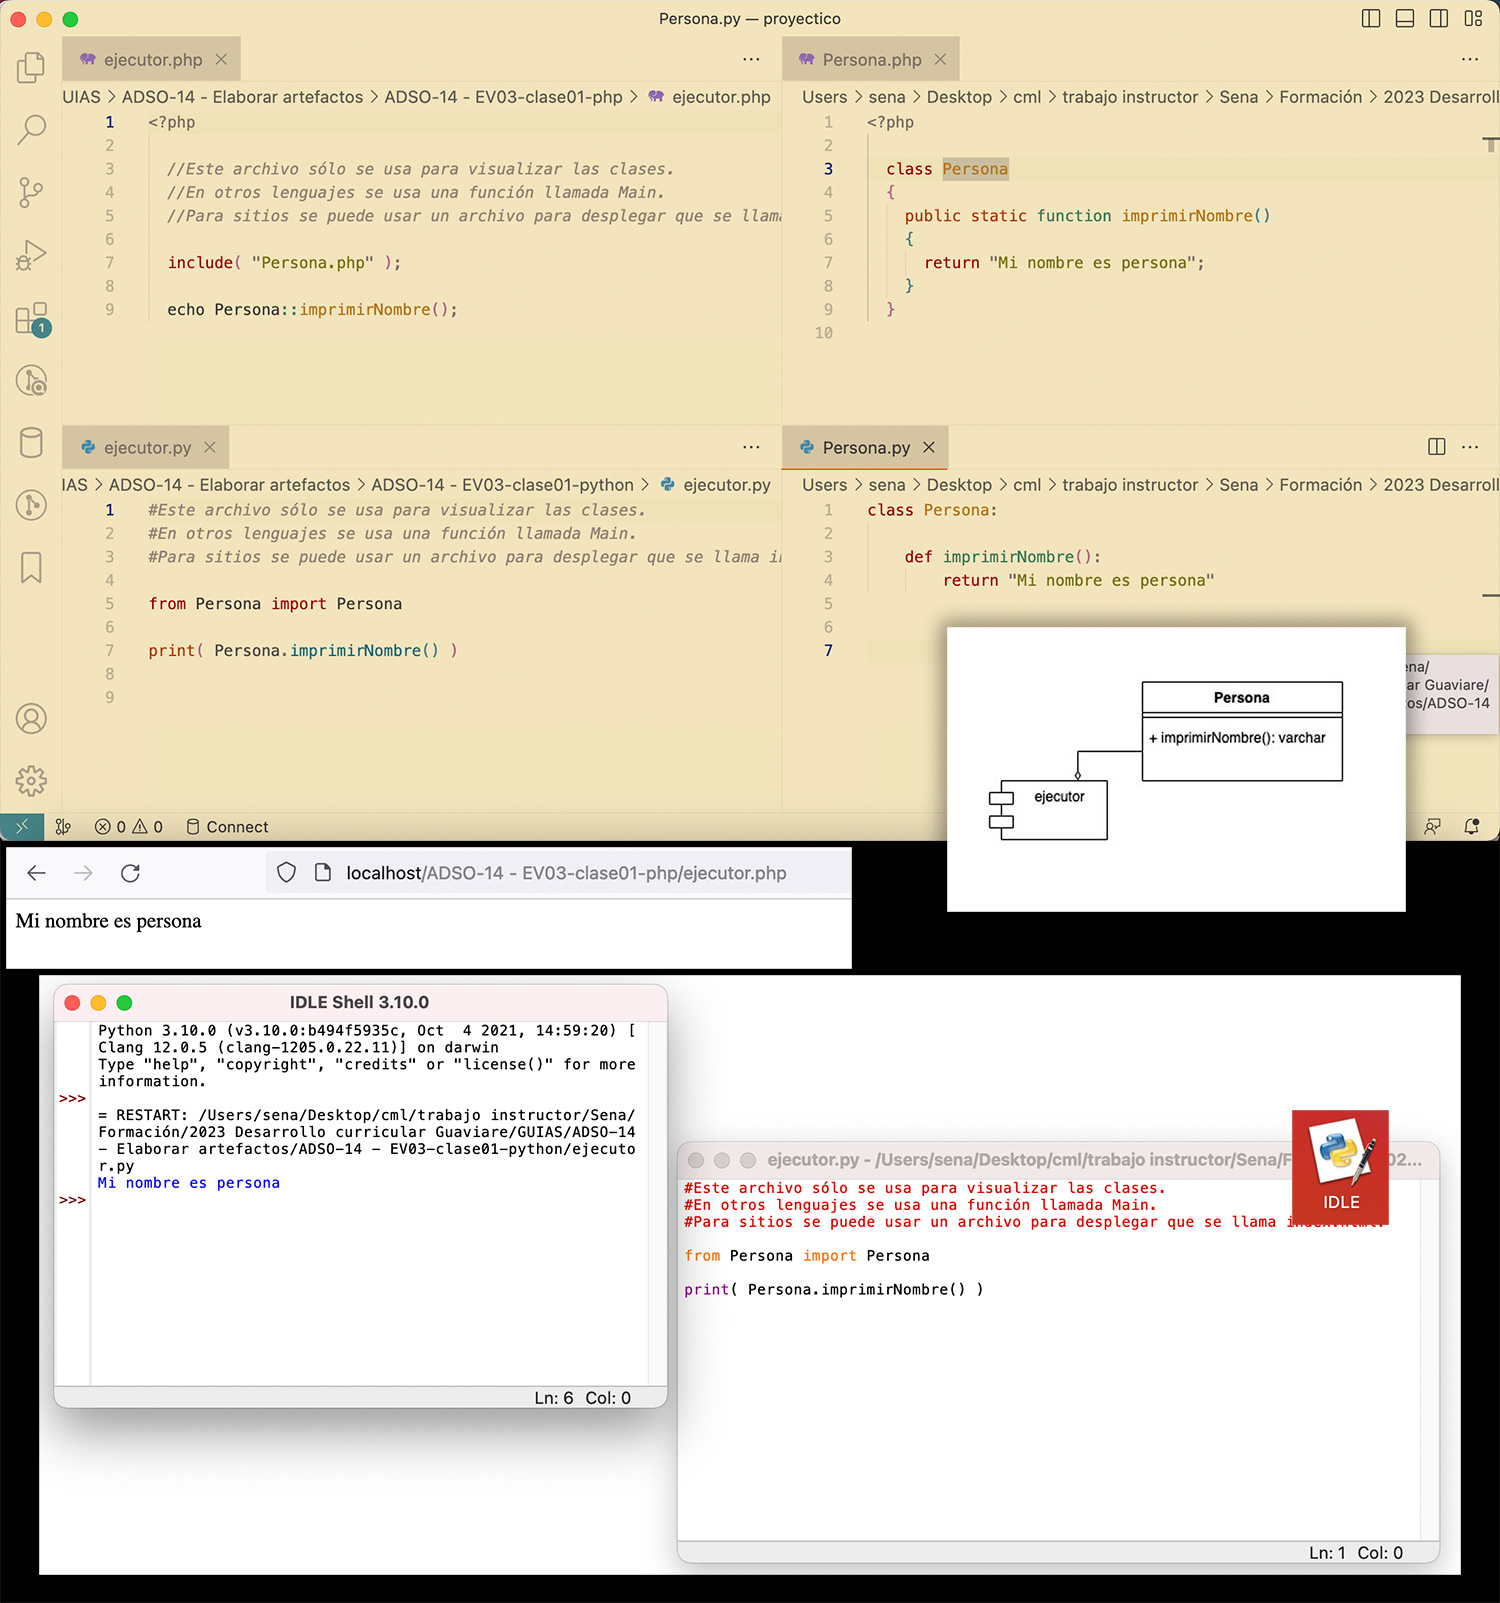 Persona.py — proyectico
ejecutor.php
UIAS > ADSO-14 - Elaborar artefactos > ADSO-14 - EV03-clase01-php > ejecutor.php
1 <?php
2
3 //Este archivo sólo se usa para visualizar las clases.
4 //En otros lenguajes se usa una función llamada Main.
5 //Para sitios se puede usar un archivo para desplegar que se llam
6
7 include( "Persona.php" );
8
9 echo Persona::imprimirNombre();
Persona.php
Users > sena > Desktop > cml > trabajo instructor > Sena > Formación > 2023 Desarroll
1 <?php
2
3 class Persona
4 {
5 public static function imprimirNombre()
6 {
7 return "Mi nombre es persona";
8 }
9 }
10
1
ejecutor.py
IAS > ADSO-14 - Elaborar artefactos > ADSO-14 - EV03-clase01-python > ejecutor.py
1 #Este archivo sólo se usa para visualizar las clases.
2 #En otros lenguajes se usa una función llamada Main.
3 #Para sitios se puede usar un archivo para desplegar que se llama i
4
5 from Persona import Persona
6
7 print( Persona.imprimirNombre() )
8
9
Persona.py
Users > sena > Desktop > cml > trabajo instructor > Sena > Formación > 2023 Desarroll
1 class Persona:
2
3 def imprimirNombre():
4 return "Mi nombre es persona"
5
6
7
ena/
ar Guaviare/
os/ADSO-14
Persona
+ imprimirNombre(): varchar
ejecutor
0 0 Connect
localhost/ADSO-14 - EV03-clase01-php/ejecutor.php
Mi nombre es persona
IDLE Shell 3.10.0
Python 3.10.0 (v3.10.0:b494f5935c, Oct  4 2021, 14:59:20) [
Clang 12.0.5 (clang-1205.0.22.11)] on darwin
Type "help", "copyright", "credits" or "license()" for more
information.
>>>
= RESTART: /Users/sena/Desktop/cml/trabajo instructor/Sena/
Formación/2023 Desarrollo curricular Guaviare/GUIAS/ADSO-14
- Elaborar artefactos/ADSO-14 - EV03-clase01-python/ejecuto
r.py
Mi nombre es persona
>>>
Ln: 6 Col: 0
ejecutor.py - /Users/sena/Desktop/cml/trabajo instructor/Sena/F 02...
IDLE
#Este archivo sólo se usa para visualizar las clases.
#En otros lenguajes se usa una función llamada Main.
#Para sitios se puede usar un archivo para desplegar que se llama
from Persona import Persona
print( Persona.imprimirNombre() )
Ln: 1 Col: 0